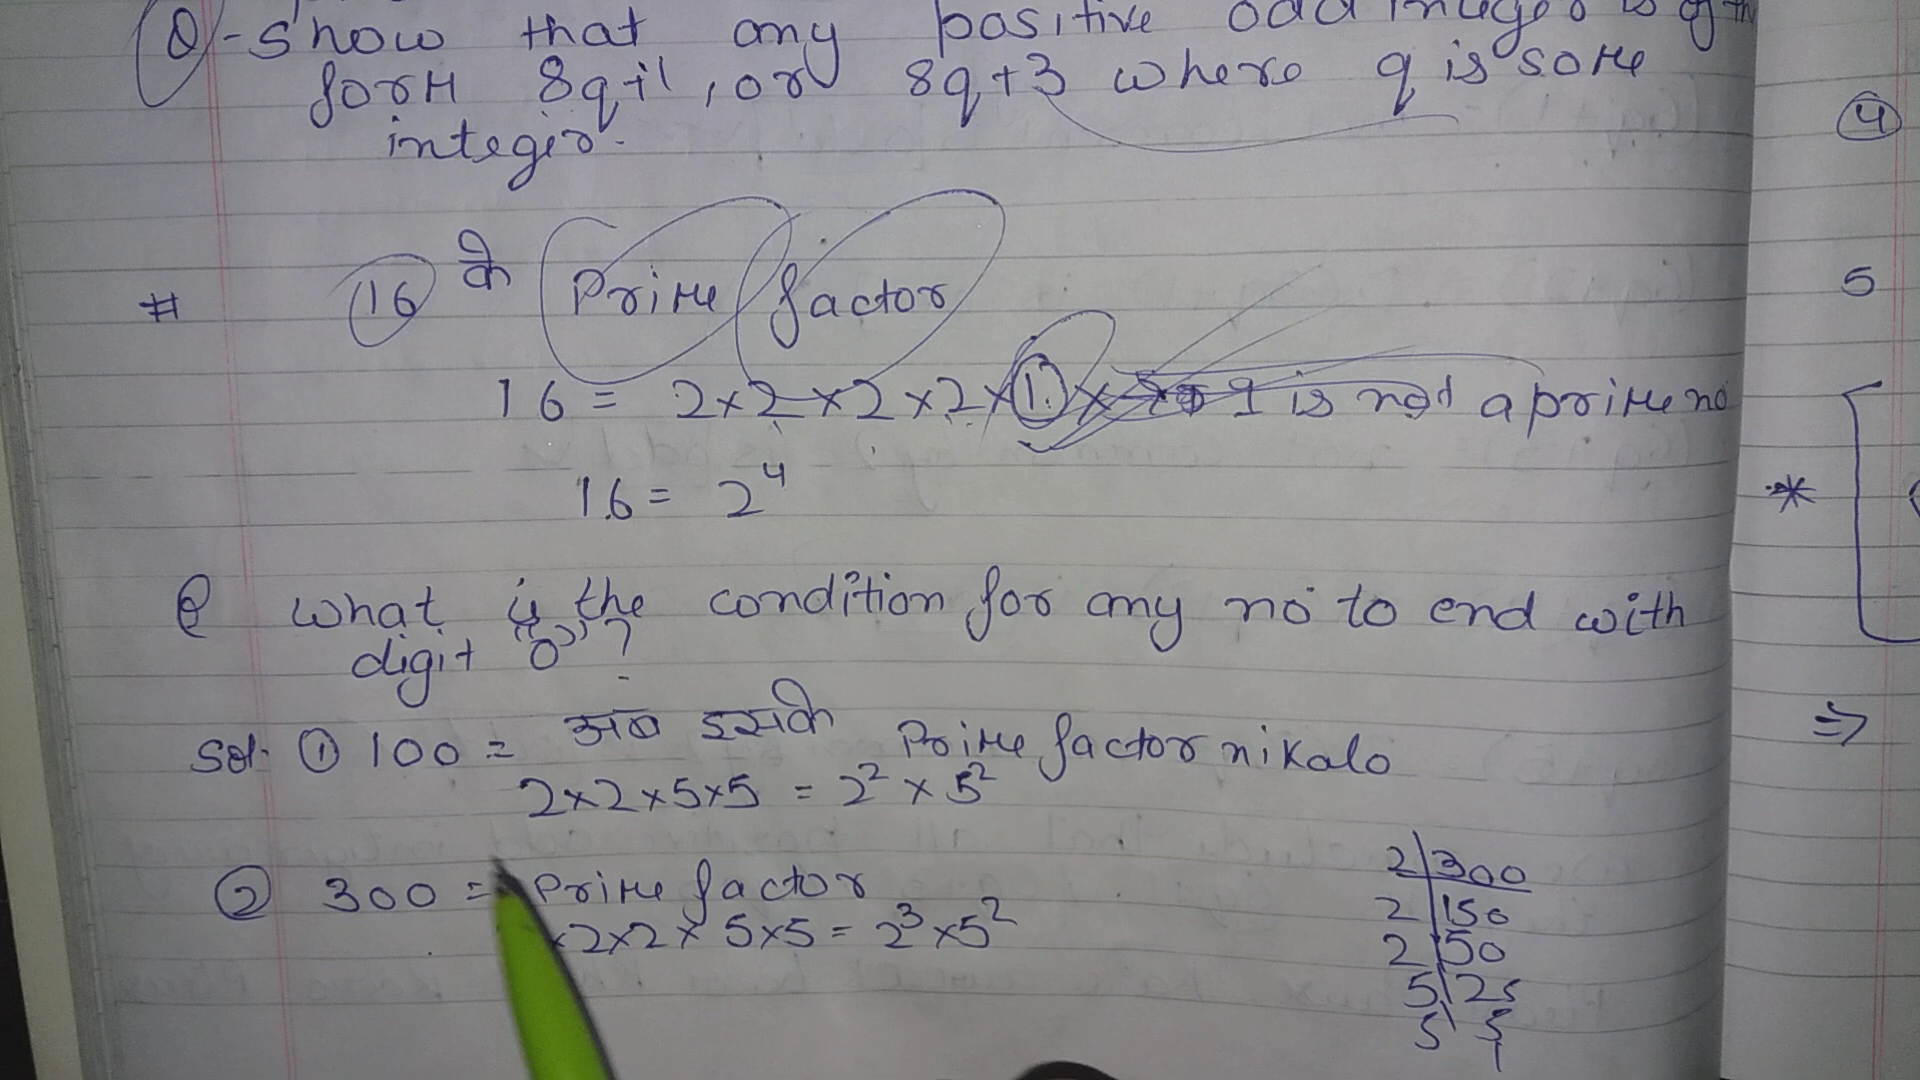 Q - Show that any positive odd integer is of the
form 8q+1, or 8q+3 where q is some
integer.
# 16 के Prime factor
16 = 2×2×2×2×1× 1 is not a prime no
16 = 2⁴
Q What is the condition for any no to end with
digit "0"?
Sol. ① 100 = अब इसके Prime factor nikalo
2×2×5×5 = 2² × 5²
② 300 = Prime factor
×2×2× 5×5 = 2³×5²
2 300
2 150
2 50
5 25
5 5
1
4
5
*
⇒